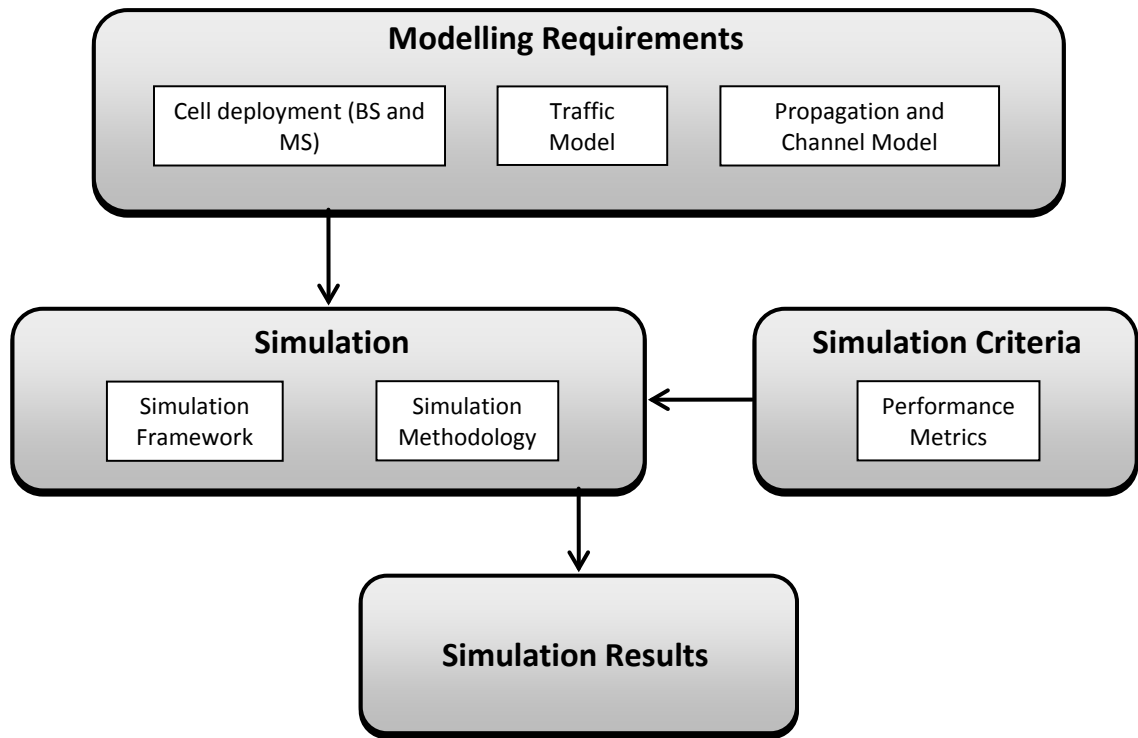 Modelling Requirements
Cell deployment (BS and
MS)
Traffic
Model
Propagation and
Channel Model
Simulation
Simulation
Framework
Simulation
Methodology
Simulation Criteria
Performance
Metrics
Simulation Results